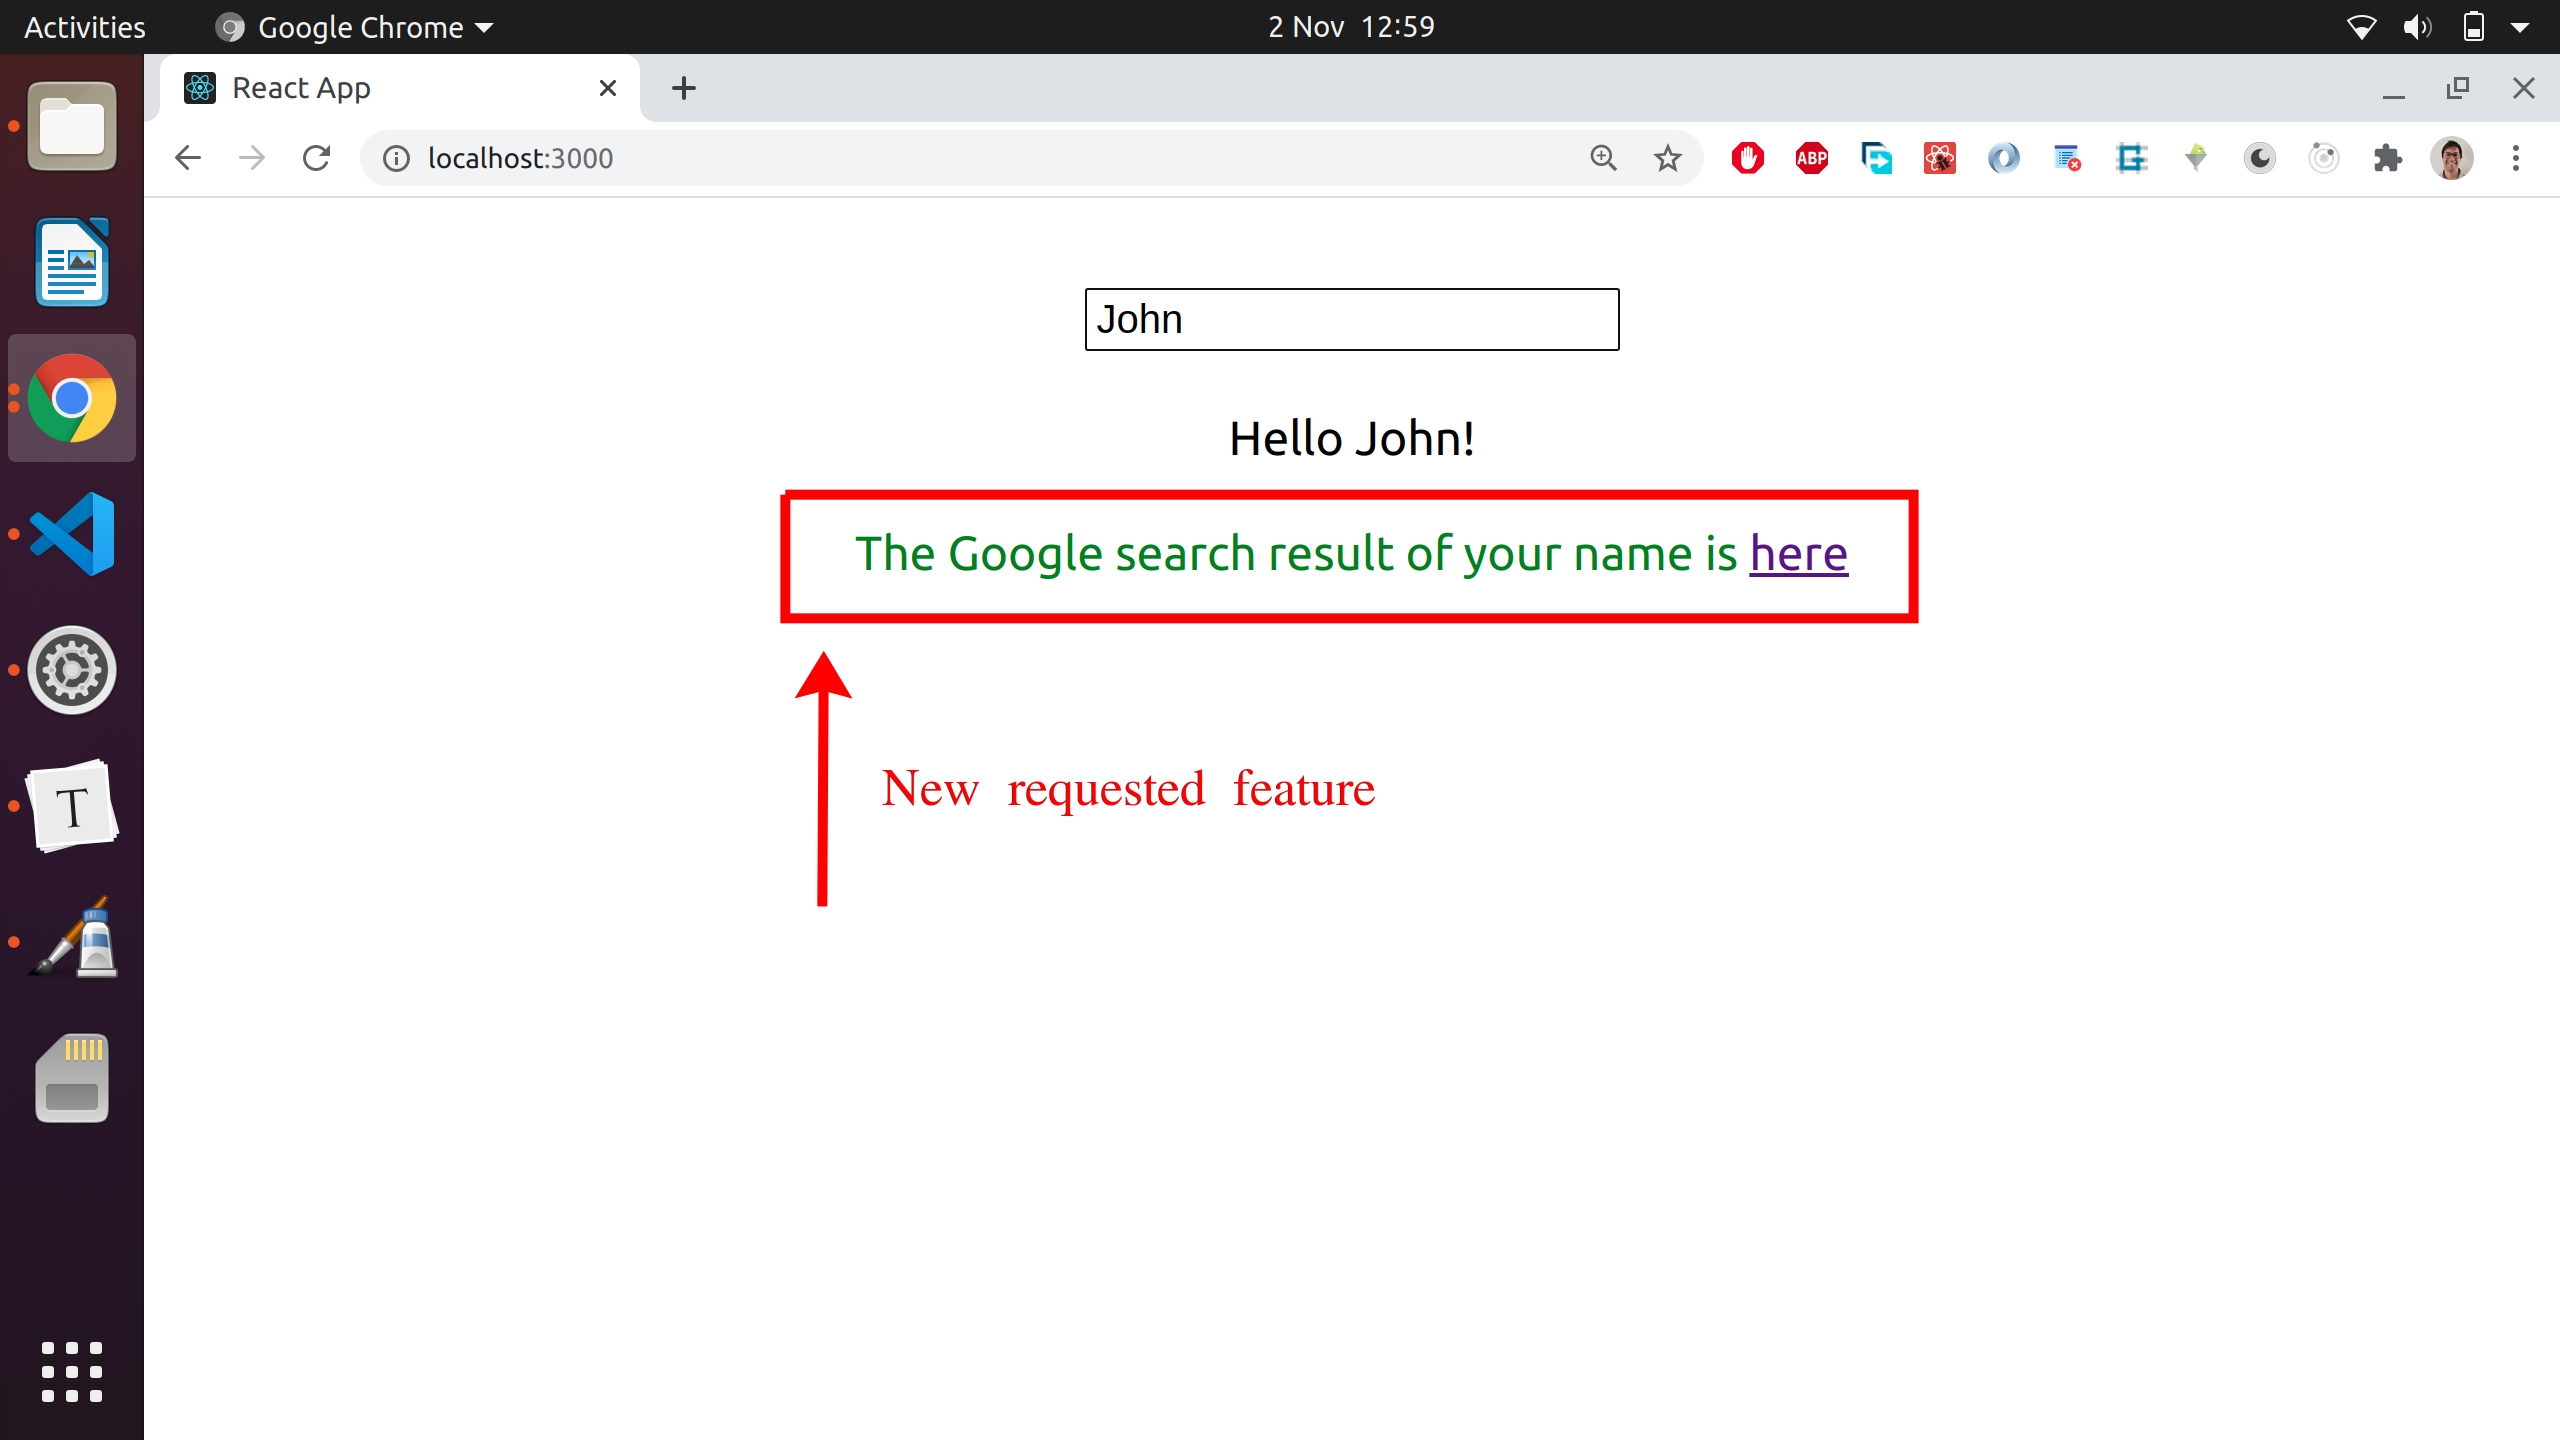 Activities
Google Chrome
2 Nov 12:59
React App
localhost:3000
ABP
John
Hello John!
The Google search result of your name is here
New requested feature
T